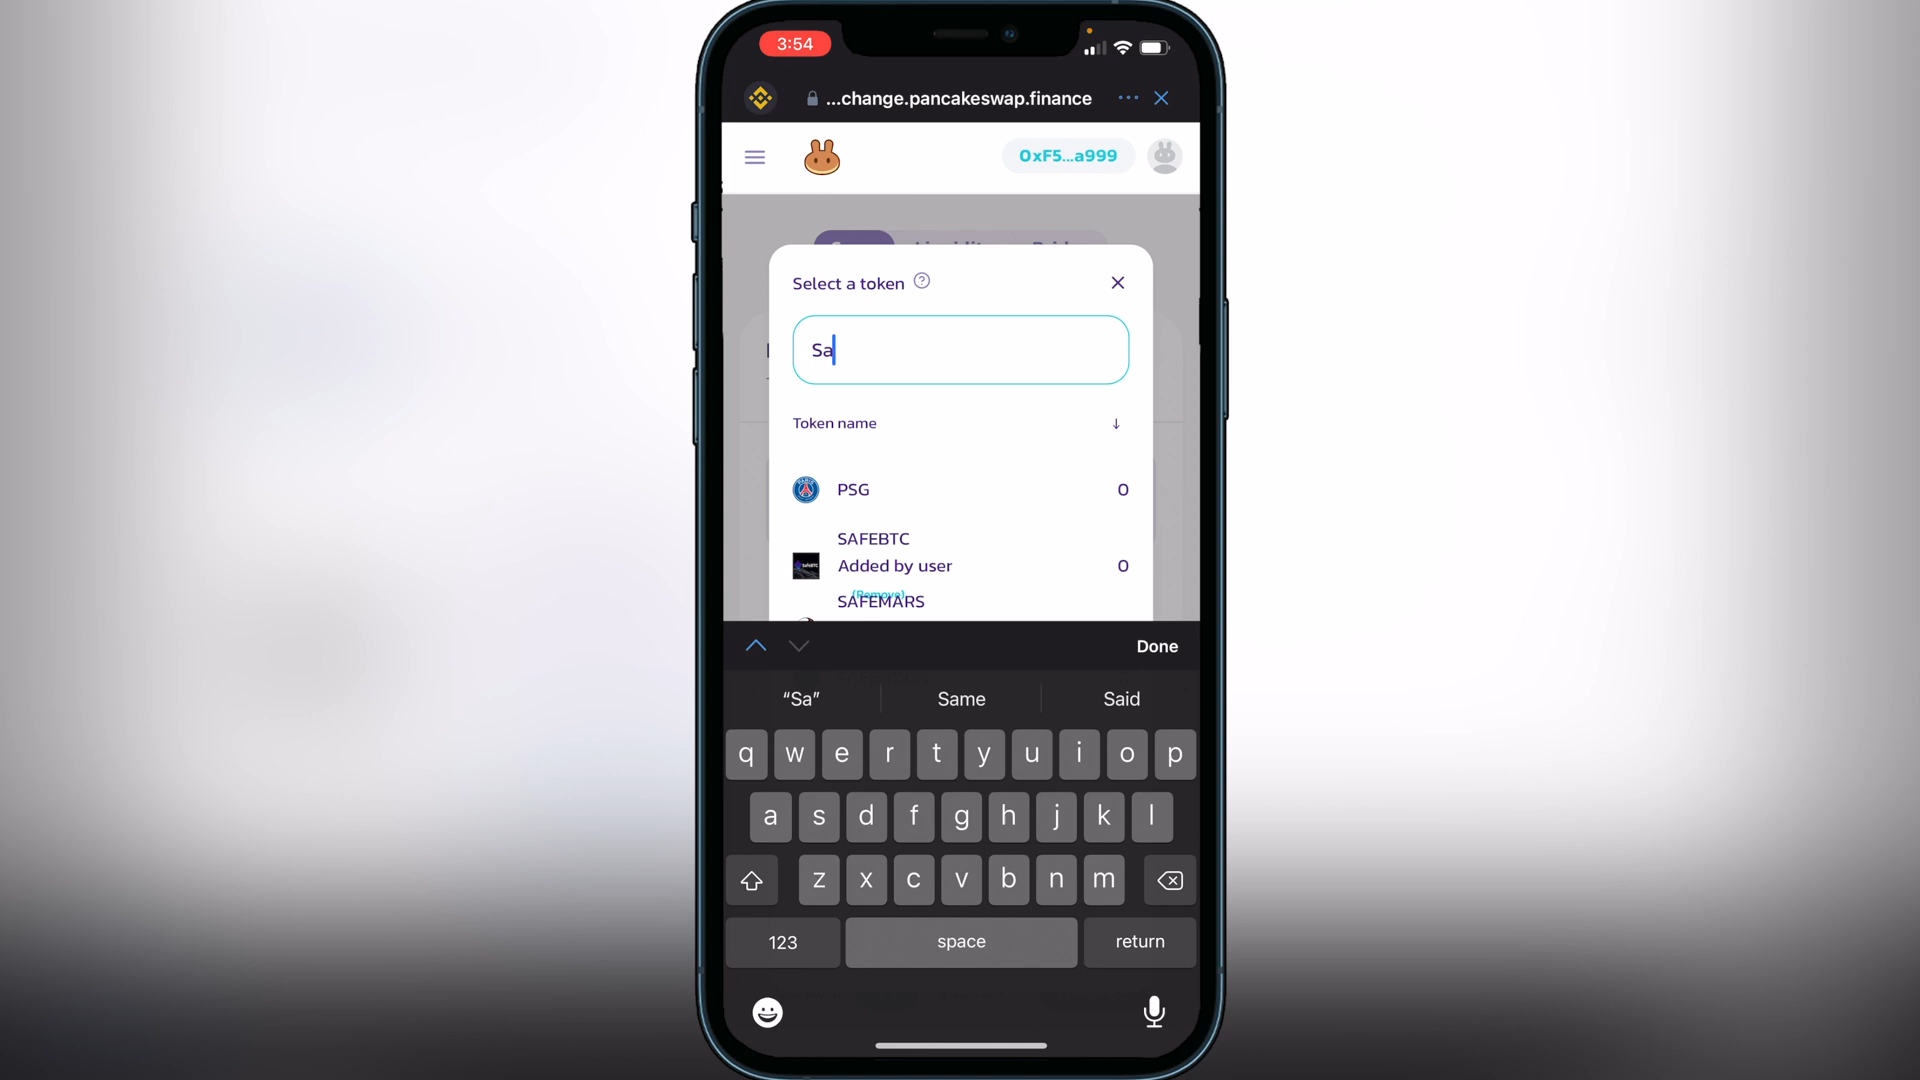 3:54
...change.pancakeswap.finance
0xF5...a999
Select a token
Sa
Token name
PSG 0
SAFEBTC
Added by user 0
(Remove)
SAFEMARS
Done
“Sa” Same Said
q w e r t y u i o p
a s d f g h j k l
z x c v b n m
123 space return